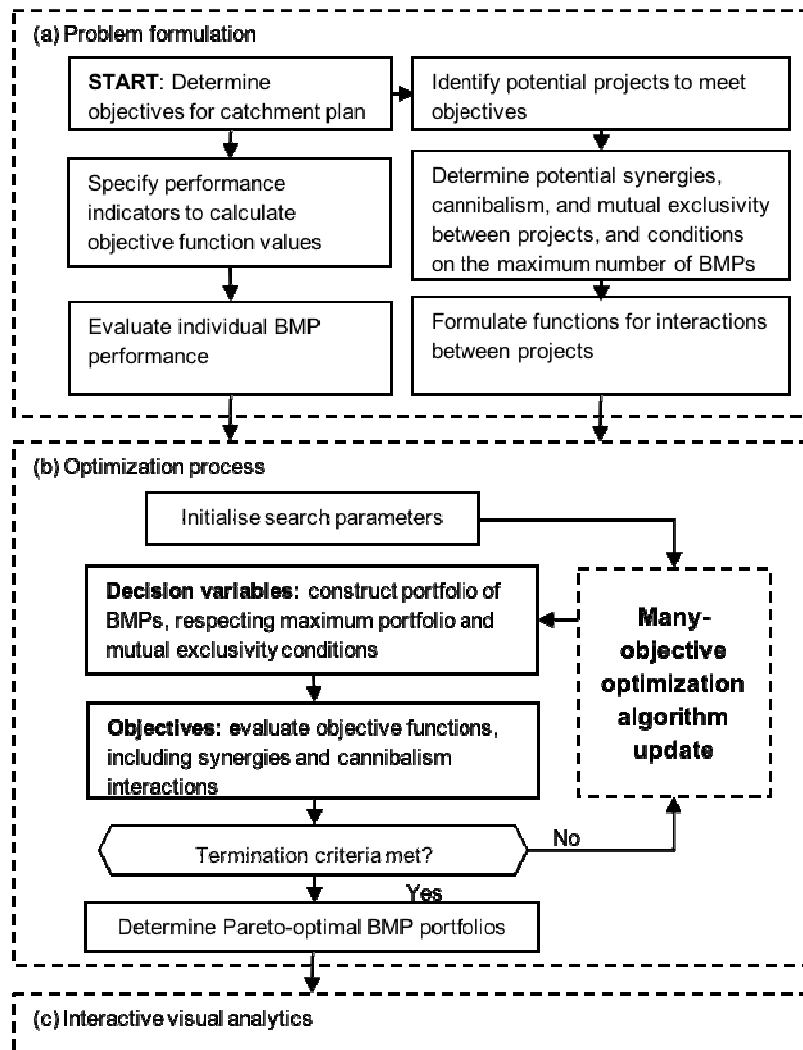 (a) Problem formulation
START: Determine
objectives for catchment plan
Identify potential projects to meet
objectives
Specify performance
indicators to calculate
objective function values
Determine potential synergies,
cannibalism, and mutual exclusivity
between projects, and conditions
on the maximum number of BMPs
Evaluate individual BMP
performance
Formulate functions for interactions
between projects
(b) Optimization process
Initialise search parameters
Decision variables: construct portfolio of
BMPs, respecting maximum portfolio and
mutual exclusivity conditions
Many-
objective
optimization
algorithm
update
Objectives: evaluate objective functions,
including synergies and cannibalism
interactions
Termination criteria met?
No
Yes
Determine Pareto-optimal BMP portfolios
(c) Interactive visual analytics